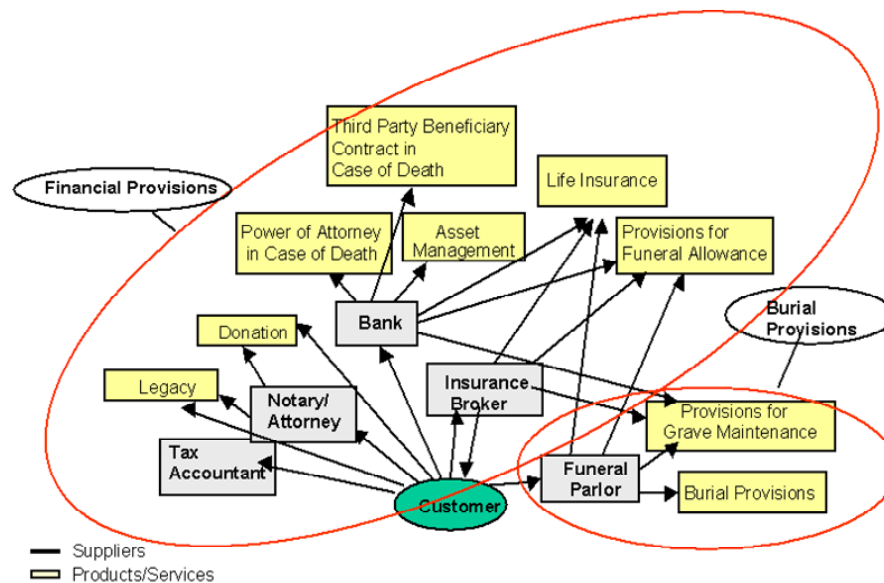 Third Party Beneficiary
Contract in
Case of Death
Financial Provisions
Life Insurance
Power of Attorney
in Case of Death
Asset
Management
Provisions for
Funeral Allowance
Bank
Burial
Provisions
Donation
Insurance
Broker
Legacy
Notary/
Attorney
Provisions for
Grave Maintenance
Tax
Accountant
Funeral
Parlor
Customer
Burial Provisions
Suppliers
Products/Services